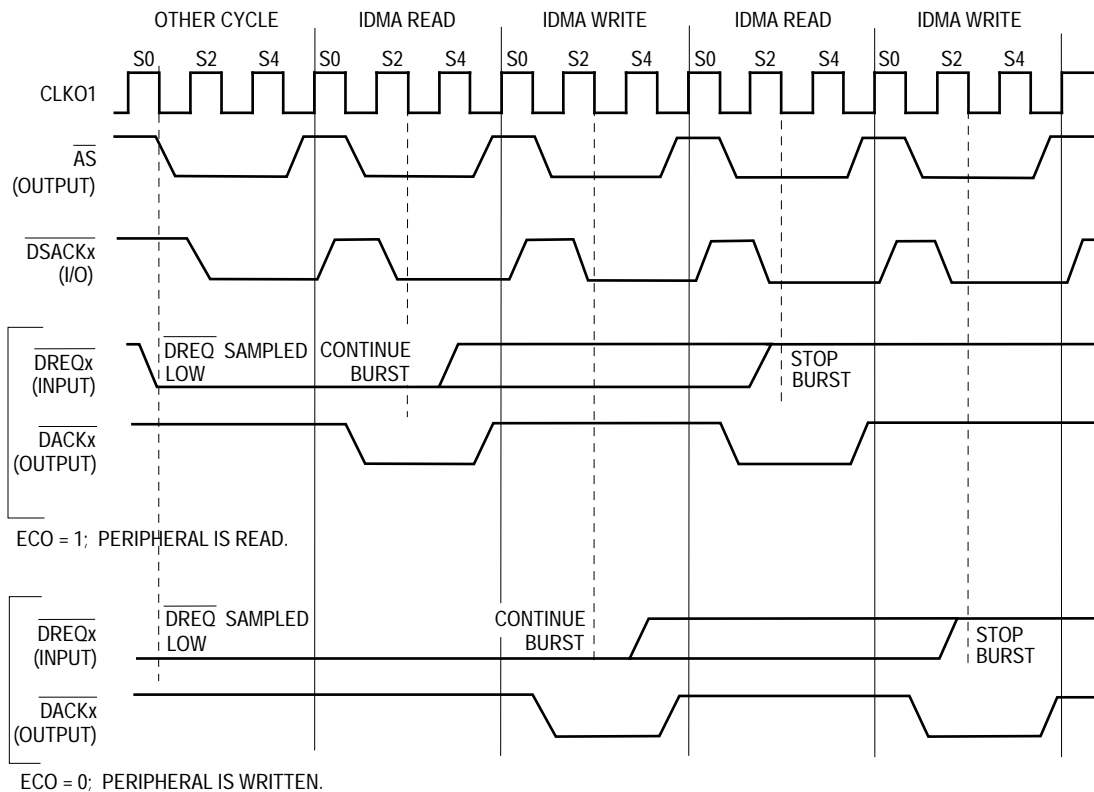 OTHER CYCLE IDMA READ IDMA WRITE IDMA READ IDMA WRITE
S0 S2 S4 S0 S2 S4 S0 S2 S4 S0 S2 S4 S0 S2 S4
CLKO1
AS
(OUTPUT)
DSACKx
(I/O)
DREQx
(INPUT)
DREQ SAMPLED
LOW
CONTINUE
BURST
STOP
BURST
DACKx
(OUTPUT)
ECO = 1; PERIPHERAL IS READ.
DREQx
(INPUT)
DREQ SAMPLED
LOW
CONTINUE
BURST
STOP
BURST
DACKx
(OUTPUT)
ECO = 0; PERIPHERAL IS WRITTEN.